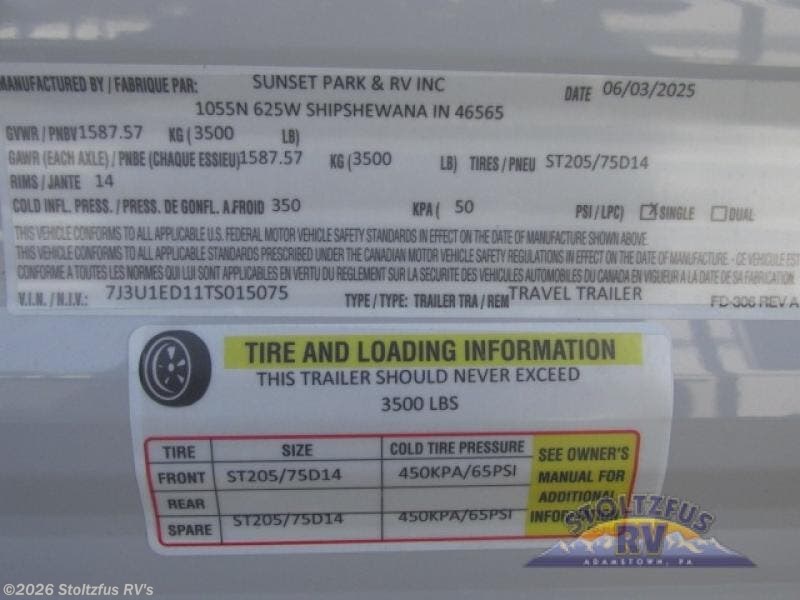 MANUFACTURED BY / FABRIQUE PAR: SUNSET PARK & RV INC DATE 06/03/2025
1055N 625W SHIPSHEWANA IN 46565
GVWR / PNBV 1587.57 KG (3500 LB)
GAWR (EACH AXLE) / PNBE (CHAQUE ESSIEU) 1587.57 KG (3500 LB) TIRES / PNEU ST205/75D14
RIMS / JANTE 14
COLD INFL. PRESS. / PRESS. DE GONFL. A.FROID 350 KPA ( 50 PSI / LPC) ☒ SINGLE ☐ DUAL
THIS VEHICLE CONFORMS TO ALL APPLICABLE U.S. FEDERAL MOTOR VEHICLE SAFETY STANDARDS IN EFFECT ON THE DATE OF MANUFACTURE SHOWN ABOVE.
THIS VEHICLE CONFORMS TO ALL APPLICABLE STANDARDS PRESCRIBED UNDER THE CANADIAN MOTOR VEHICLE SAFETY REGULATIONS IN EFFECT ON THE DATE OF MANUFACTURE. - CE VEHICULE EST
CONFORME A TOUTES LES NORMES QUI LUI SONT APPLICABLES EN VERTU DU REGLEMENT SUR LA SECURITE DES VEHICULES AUTOMOBILES DU CANADA EN VIGUEUR A LA DATE DE SA FABRICATION
V.I.N. / N.I.V.: 7J3U1ED11TS015075 TYPE / TYPE: TRAILER TRA / REM TRAVEL TRAILER FD-306 REV A
TIRE AND LOADING INFORMATION
THIS TRAILER SHOULD NEVER EXCEED
3500 LBS
TIRE SIZE COLD TIRE PRESSURE
FRONT ST205/75D14 450KPA/65PSI
REAR
SPARE ST205/75D14 450KPA/65PSI
SEE OWNER'S
MANUAL FOR
ADDITIONAL
INFORMATION
STOLTZFUS
RV
ADAMSTOWN, PA
©2026 Stoltzfus RV's